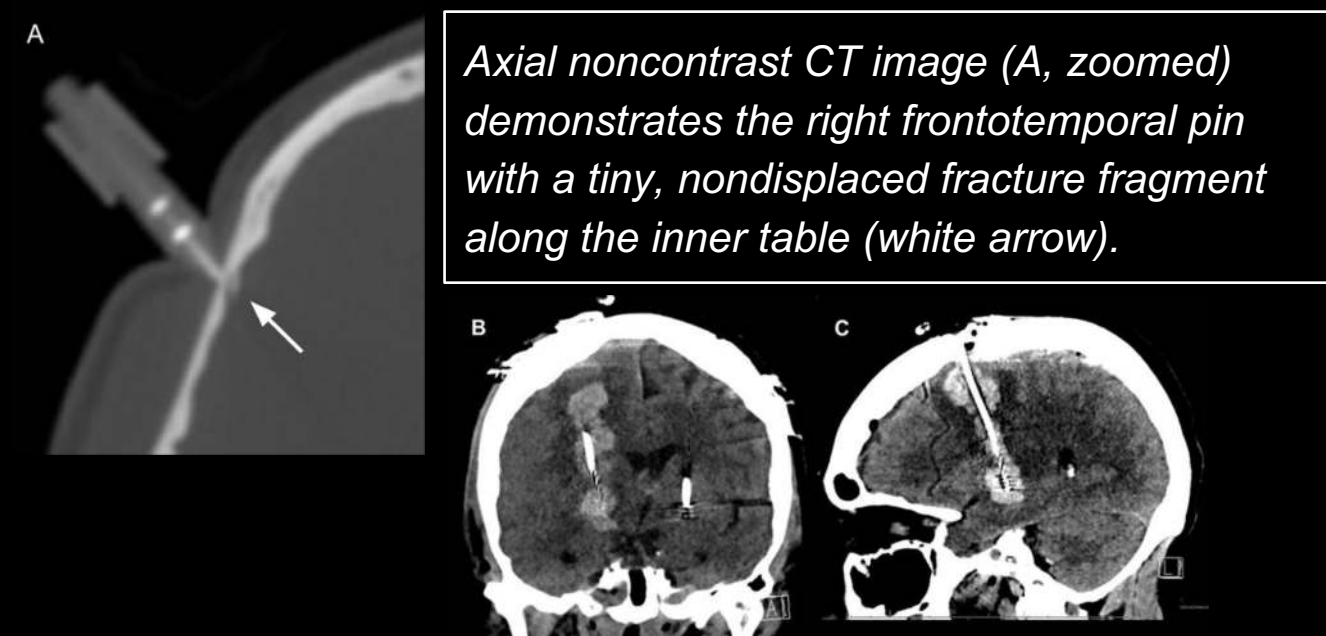 A
Axial noncontrast CT image (A, zoomed)
demonstrates the right frontotemporal pin
with a tiny, nondisplaced fracture fragment
along the inner table (white arrow).
B
C